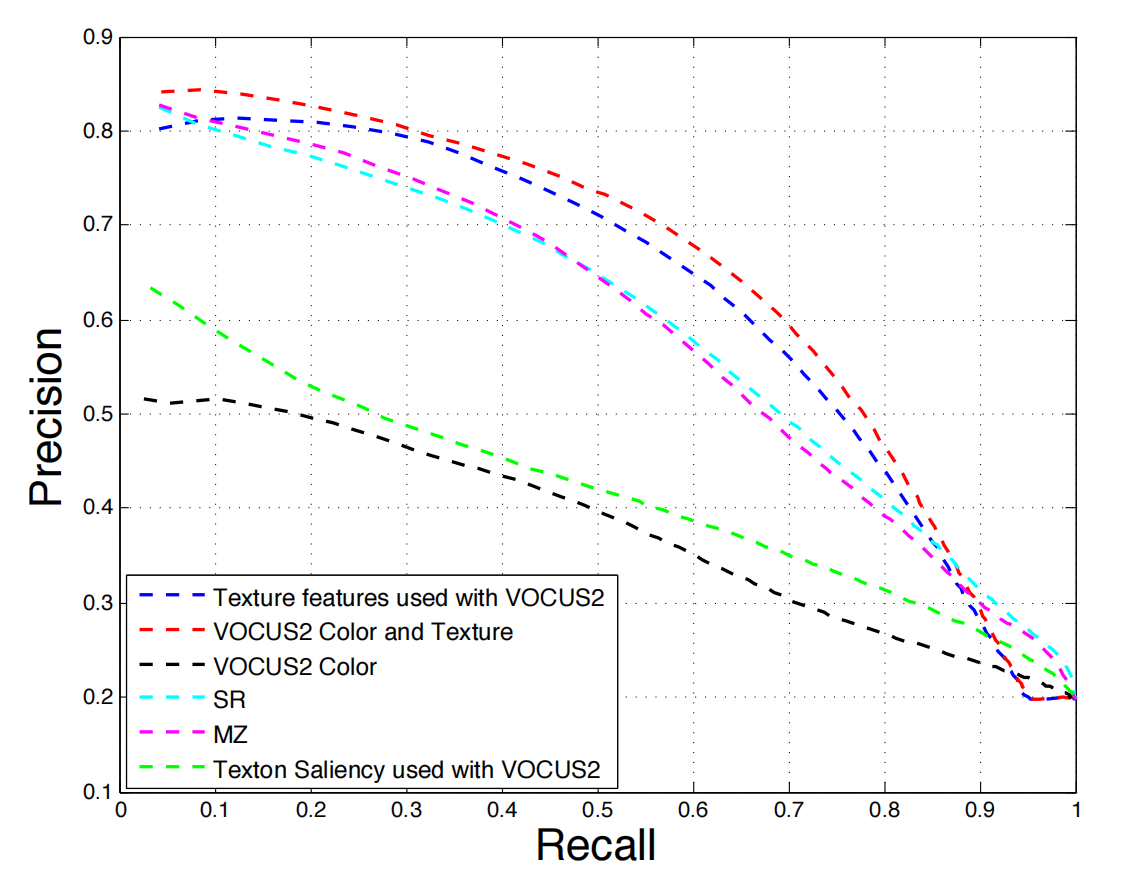 0.9
0.8
0.7
0.6
0.5
0.4
0.3
0.2
0.1
Precision
Texture features used with VOCUS2
VOCUS2 Color and Texture
VOCUS2 Color
SR
MZ
Texton Saliency used with VOCUS2
0 0.1 0.2 0.3 0.4 0.5 0.6 0.7 0.8 0.9 1
Recall